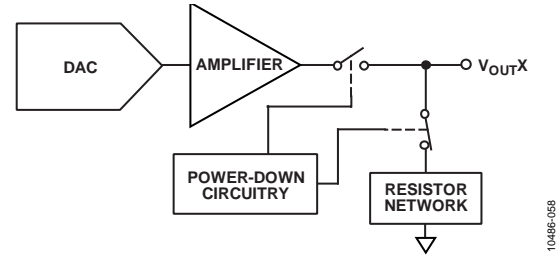 DAC
AMPLIFIER
VOUTX
POWER-DOWN
CIRCUITRY
RESISTOR
NETWORK
10486-058